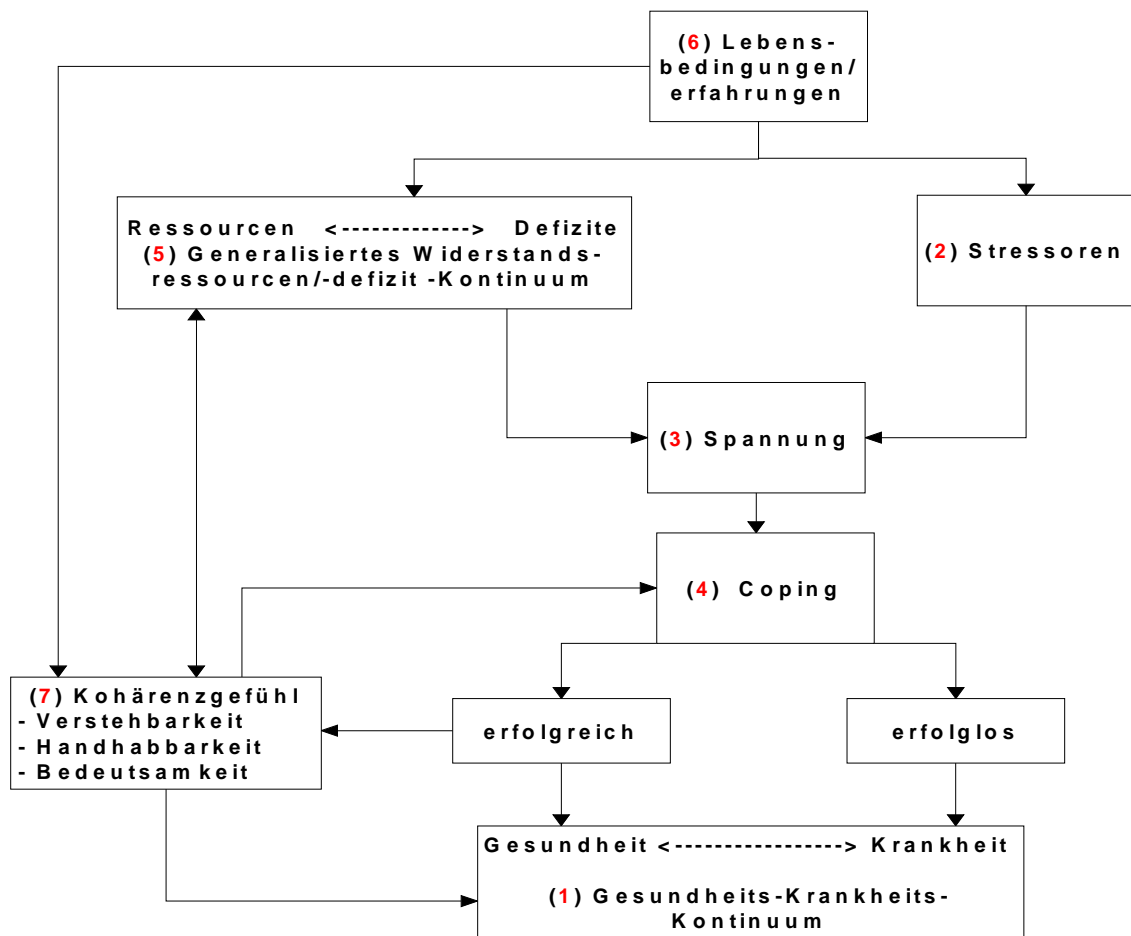 (6) Lebens-
bedingungen/
erfahrungen
Ressourcen <-------------> Defizite
(5) Generalisiertes Widerstands-
ressourcen/-defizit -Kontinuum
(2) Stressoren
(3) Spannung
(4) Coping
(7) Kohärenzgefühl
- Verstehbarkeit
- Handhabbarkeit
- Bedeutsamkeit
erfolgreich
erfolglos
Gesundheit <-----------------> Krankheit
(1) Gesundheits-Krankheits-
Kontinuum